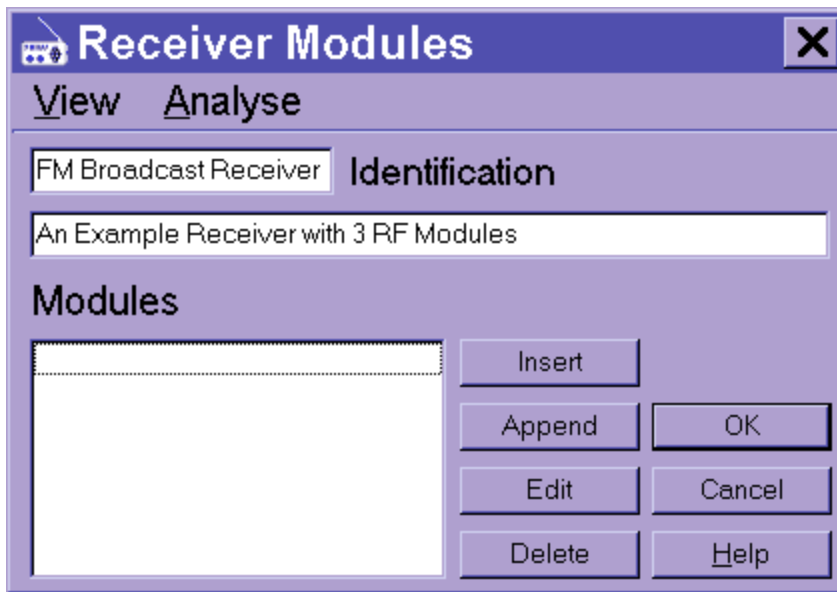 Receiver Modules
View Analyse
FM Broadcast Receiver Identification
An Example Receiver with 3 RF Modules
Modules
Insert
Append OK
Edit Cancel
Delete Help